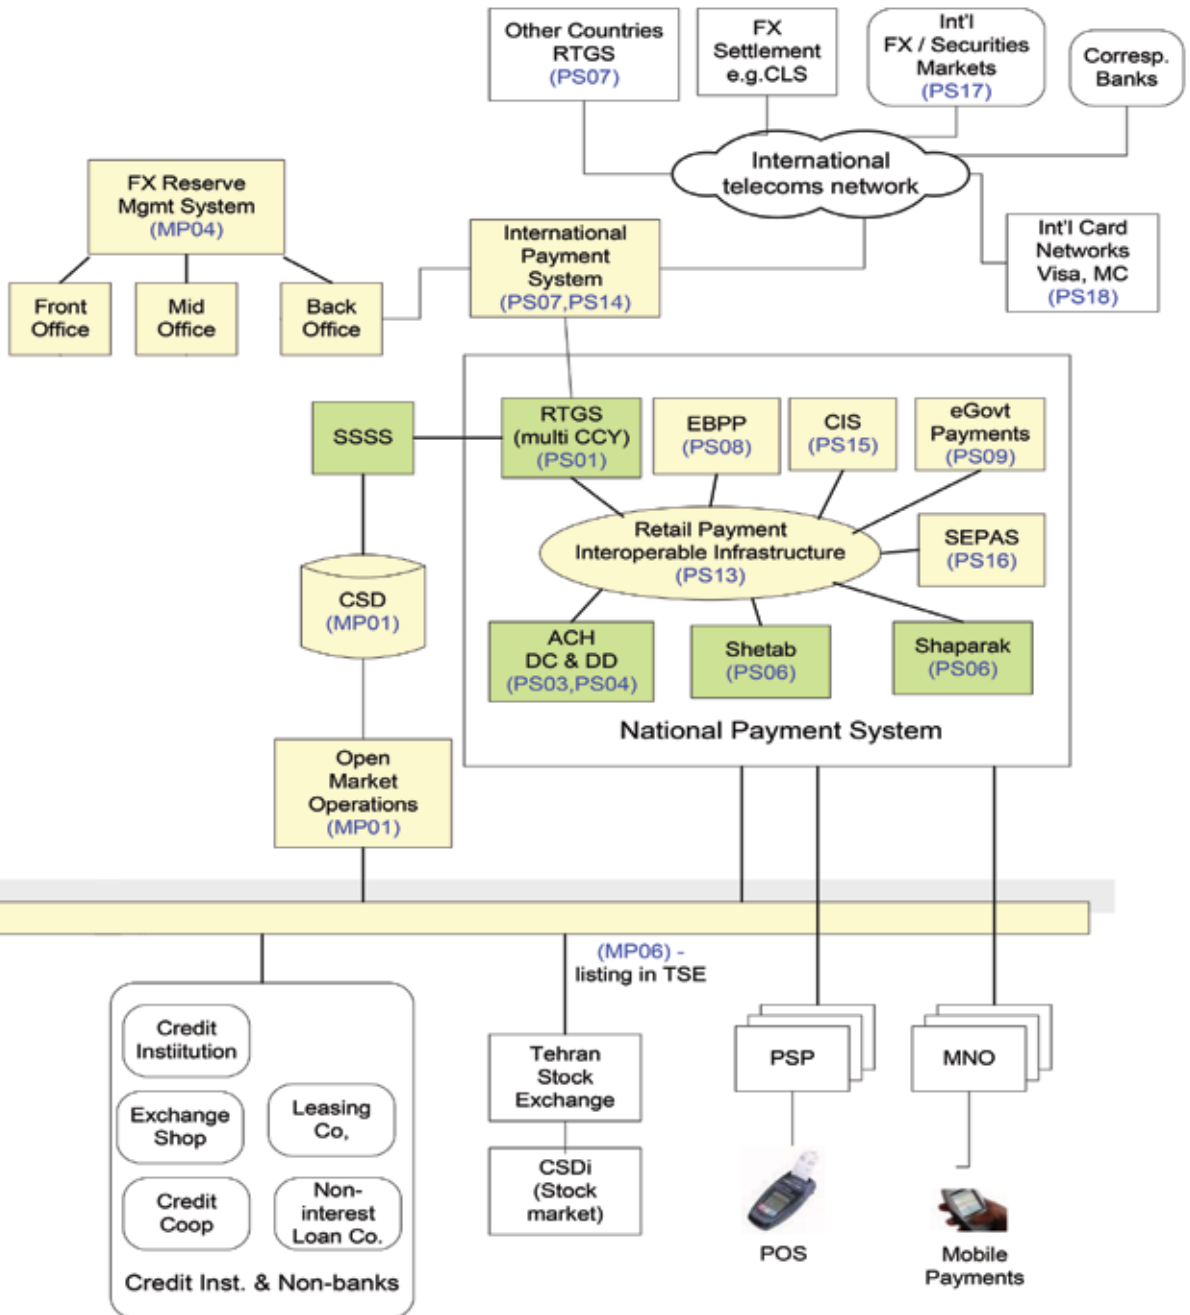 Other Countries
RTGS
(PS07)
FX
Settlement
e.g.CLS
Int'l
FX / Securities
Markets
(PS17)
Corresp.
Banks
International
telecoms network
FX Reserve
Mgmt System
(MP04)
International
Payment
System
(PS07,PS14)
Int'l Card
Networks
Visa, MC
(PS18)
Front
Office
Mid
Office
Back
Office
SSSS
RTGS
(multi CCY)
(PS01)
EBPP
(PS08)
CIS
(PS15)
eGovt
Payments
(PS09)
Retail Payment
Interoperable Infrastructure
(PS13)
SEPAS
(PS16)
CSD
(MP01)
ACH
DC & DD
(PS03,PS04)
Shetab
(PS06)
Shaparak
(PS06)
National Payment System
Open
Market
Operations
(MP01)
(MP06) -
listing in TSE
Credit
Instiitution
Exchange
Shop
Leasing
Co,
Credit
Coop
Non-
interest
Loan Co.
Credit Inst. & Non-banks
Tehran
Stock
Exchange
CSDi
(Stock
market)
PSP
MNO
POS
Mobile
Payments